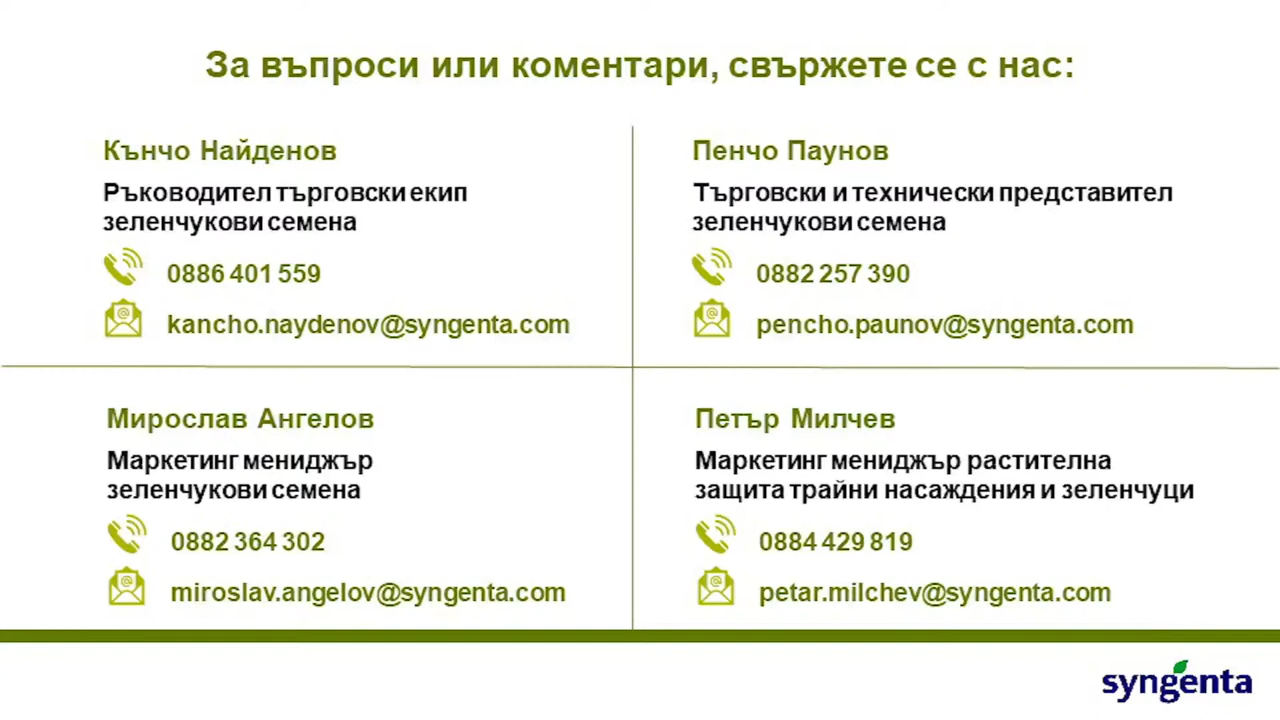 За въпроси или коментари, свържете се с нас:
Кънчо Найденов
Ръководител търговски екип
зеленчукови семена
0886 401 559
kancho.naydenov@syngenta.com
Пенчо Паунов
Търговски и технически представител
зеленчукови семена
0882 257 390
pencho.paunov@syngenta.com
Мирослав Ангелов
Маркетинг мениджър
зеленчукови семена
0882 364 302
miroslav.angelov@syngenta.com
Петър Милчев
Маркетинг мениджър растителна
защита трайни насаждения и зеленчуци
0884 429 819
petar.milchev@syngenta.com
syngenta